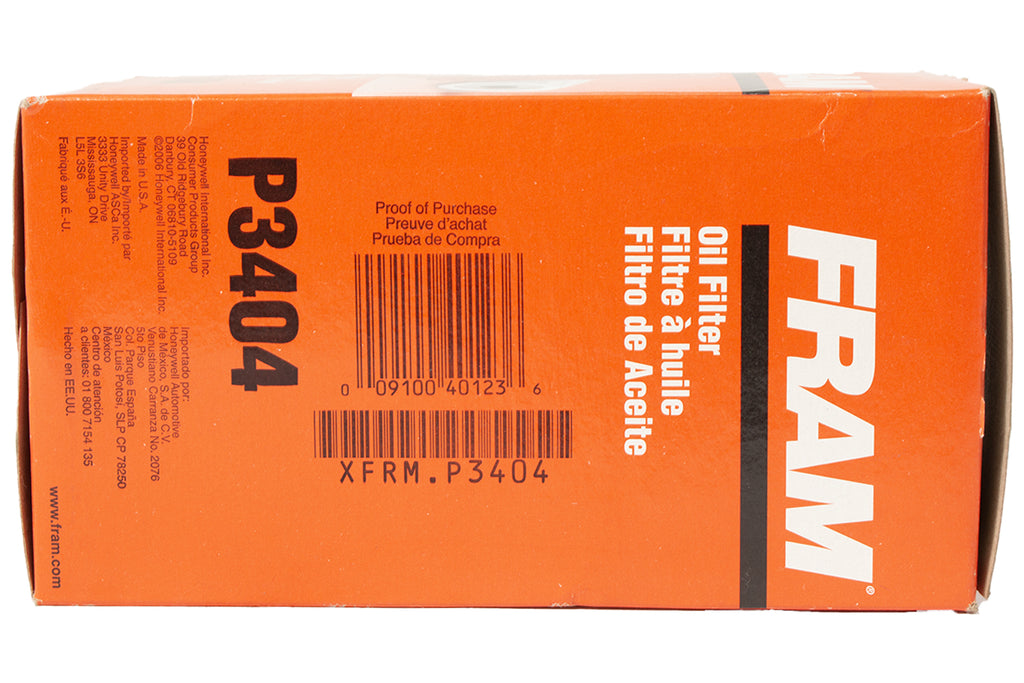 FRAM®
Oil Filter
Filtre à huile
Filtro de Aceite
Proof of Purchase
Preuve d'achat
Prueba de Compra
0 09100 40123 6
XFRM.P3404
P3404
Honeywell International Inc.
Consumer Products Group
39 Old Ridgebury Road
Danbury, CT 06810-5109
©2006 Honeywell International Inc.
Made in U.S.A.
Imported by/Importé par
Honeywell ASCa Inc.
3333 Unity Drive
Mississauga, ON
L5L 3S6
Fabriqué aux É.-U.
Importado por:
Honeywell Automotive
de México, S.A. de C.V.
Venustiano Carranza No. 2076
5to Piso
Col. Parque España
San Luis Potosí, SLP CP 78250
México
Centro de atención
a clientes: 01 800 7154 135
Hecho en EE.UU.
www.fram.com